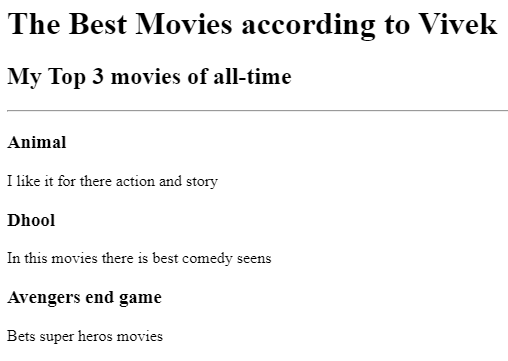 The Best Movies according to Vivek
My Top 3 movies of all-time
Animal
I like it for there action and story
Dhool
In this movies there is best comedy seens
Avengers end game
Bets super heros movies